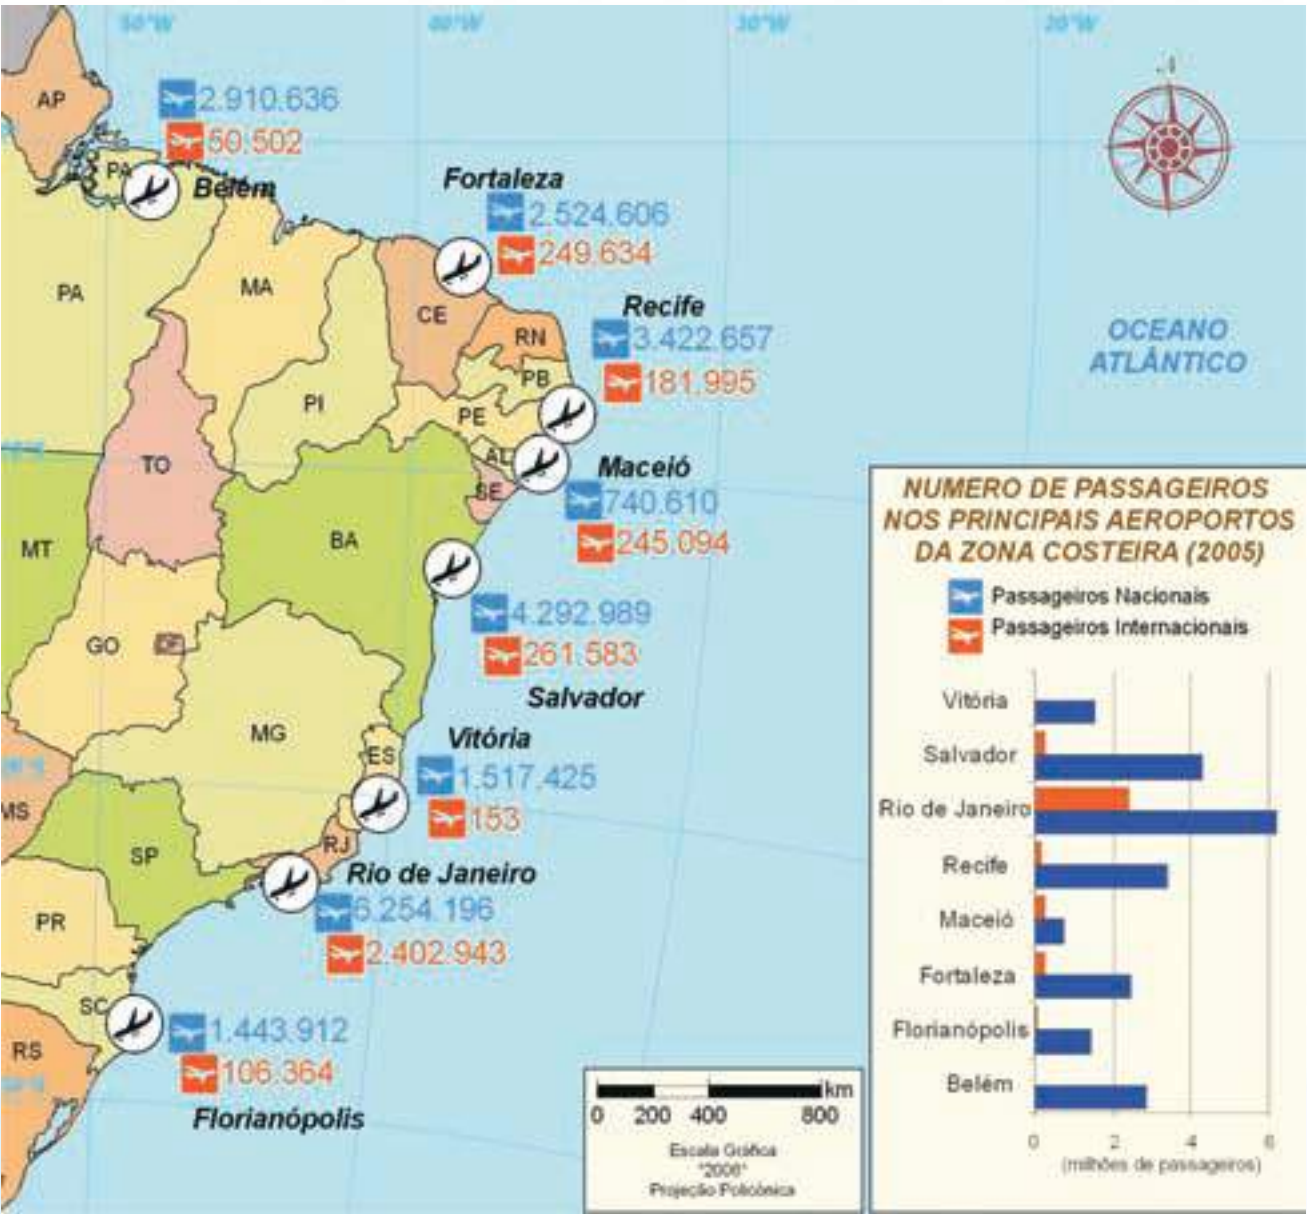 50°W
40°W
30°W
20°W
AP
2.910.636
50.502
PA
Belém
Fortaleza
2.524.606
249.634
PA
MA
CE
RN
Recife
3.422.657
181.995
OCEANO
ATLÂNTICO
PB
PI
PE
TO
AL
Maceió
SE
740.610
245.094
MT
BA
4.292.989
261.583
Salvador
GO
DF
MG
Vitória
ES
1.517.425
153
MS
SP
RJ
Rio de Janeiro
6.254.196
2.402.943
PR
SC
1.443.912
106.364
Florianópolis
RS
km
0 200 400 800
Escala Gráfica
"2006"
Projeção Policônica
NUMERO DE PASSAGEIROS
NOS PRINCIPAIS AEROPORTOS
DA ZONA COSTEIRA (2005)
Passageiros Nacionais
Passageiros Internacionais
Vitória
Salvador
Rio de Janeiro
Recife
Maceió
Fortaleza
Florianópolis
Belém
0 2 4 6
(milhões de passageiros)